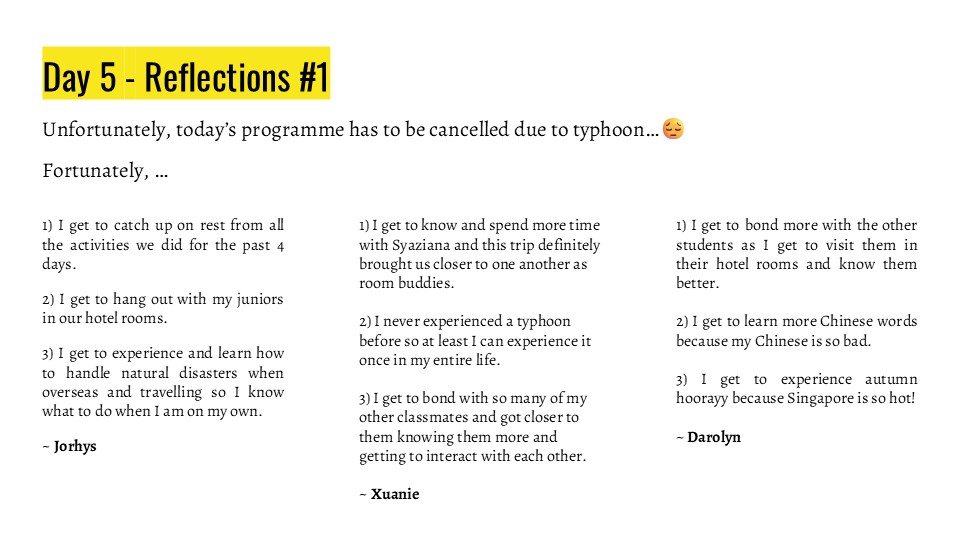 Day 5 - Reflections #1
Unfortunately, today’s programme has to be cancelled due to typhoon...😔
Fortunately, ...
1) I get to catch up on rest from all
the activities we did for the past 4
days.
2) I get to hang out with my juniors
in our hotel rooms.
3) I get to experience and learn how
to handle natural disasters when
overseas and travelling so I know
what to do when I am on my own.
~ Jorhys
1) I get to know and spend more time
with Syaziana and this trip definitely
brought us closer to one another as
room buddies.
2) I never experienced a typhoon
before so at least I can experience it
once in my entire life.
3) I get to bond with so many of my
other classmates and got closer to
them knowing them more and
getting to interact with each other.
~ Xuanie
1) I get to bond more with the other
students as I get to visit them in
their hotel rooms and know them
better.
2) I get to learn more Chinese words
because my Chinese is so bad.
3) I get to experience autumn
hoorayy because Singapore is so hot!
~ Darolyn